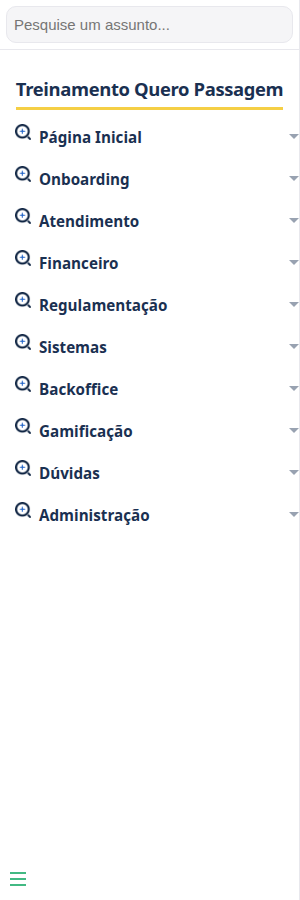 Pesquise um assunto...
Treinamento Quero Passagem
Página Inicial
Onboarding
Atendimento
Financeiro
Regulamentação
Sistemas
Backoffice
Gamificação
Dúvidas
Administração